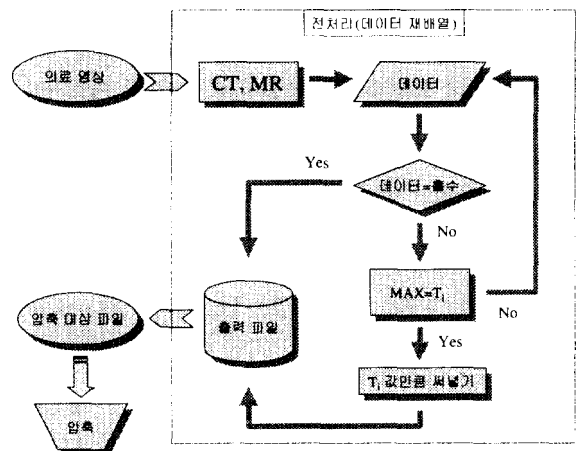 전처리(데이터 재배열)
의료 영상
CT, MR
데이터
Yes
데이터=홀수
No
MAX=Ti
No
압축 대상 파일
출력 파일
Yes
Ti 값만큼 써넣기
압축